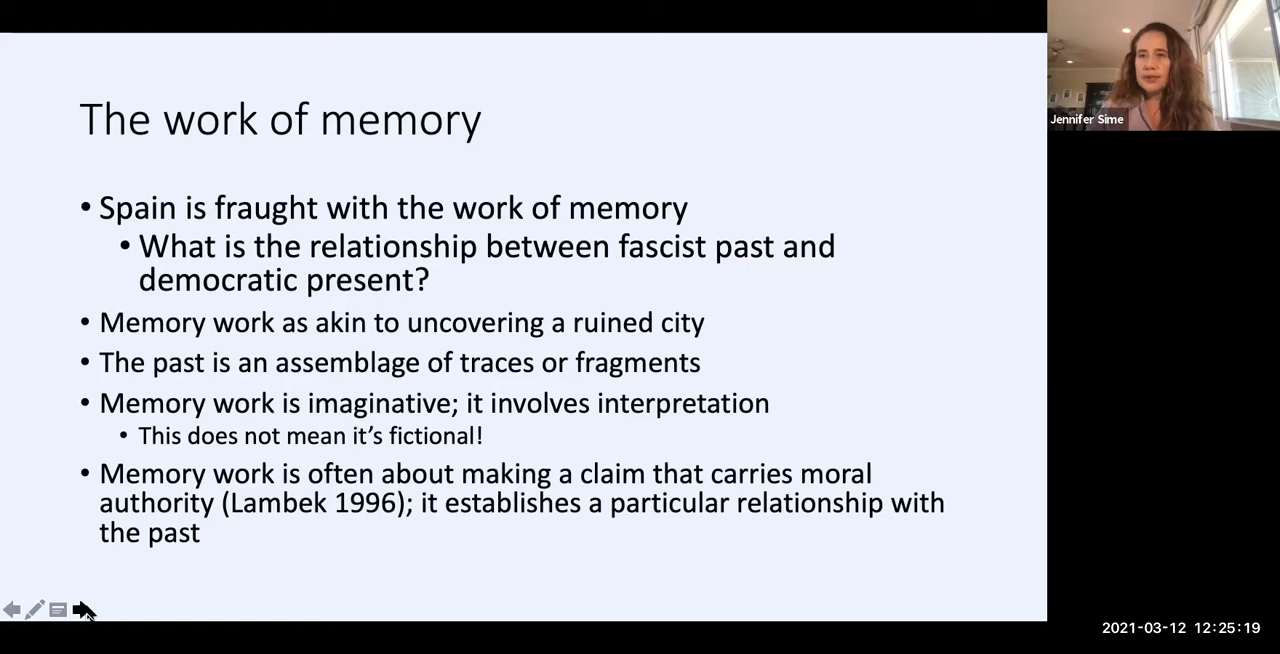 The work of memory
• Spain is fraught with the work of memory
• What is the relationship between fascist past and
democratic present?
• Memory work as akin to uncovering a ruined city
• The past is an assemblage of traces or fragments
• Memory work is imaginative; it involves interpretation
• This does not mean it’s fictional!
• Memory work is often about making a claim that carries moral
authority (Lambek 1996); it establishes a particular relationship with
the past
Jennifer Sime
2021-03-12 12:25:19